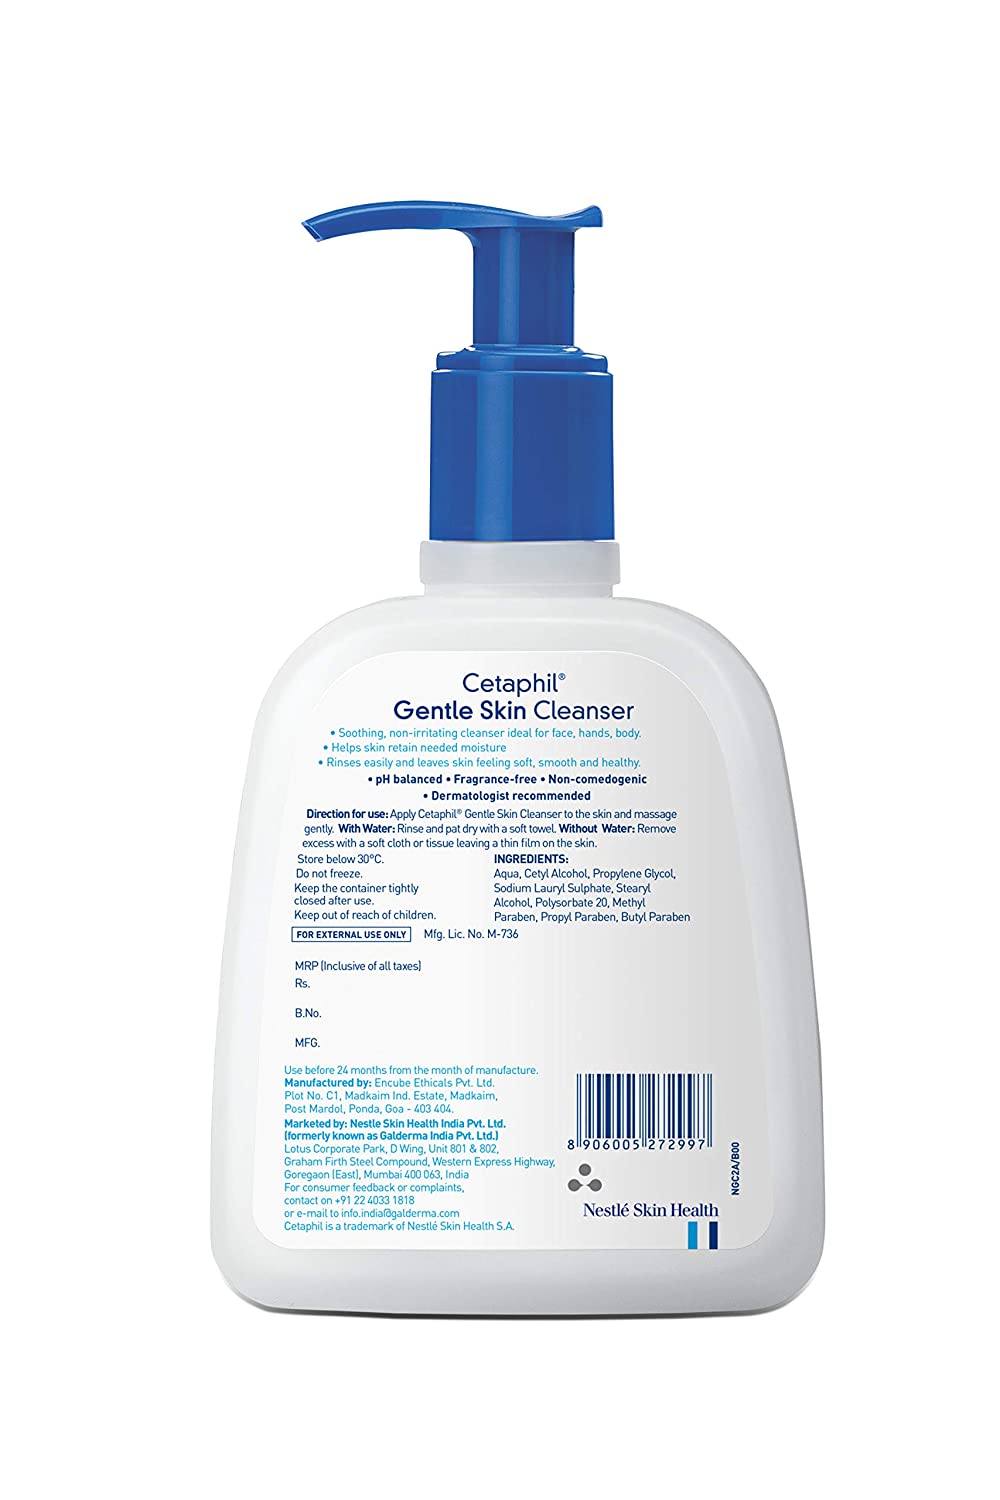 Cetaphil®
Gentle Skin Cleanser
• Soothing, non-irritating cleanser ideal for face, hands, body.
• Helps skin retain needed moisture
• Rinses easily and leaves skin feeling soft, smooth and healthy.
• pH balanced • Fragrance-free • Non-comedogenic
• Dermatologist recommended
Direction for use: Apply Cetaphil® Gentle Skin Cleanser to the skin and massage
gently. With Water: Rinse and pat dry with a soft towel. Without Water: Remove
excess with a soft cloth or tissue leaving a thin film on the skin.
Store below 30°C.
Do not freeze.
Keep the container tightly
closed after use.
Keep out of reach of children.
INGREDIENTS:
Aqua, Cetyl Alcohol, Propylene Glycol,
Sodium Lauryl Sulphate, Stearyl
Alcohol, Polysorbate 20, Methyl
Paraben, Propyl Paraben, Butyl Paraben
FOR EXTERNAL USE ONLY Mfg. Lic. No. M-736
MRP (Inclusive of all taxes)
Rs.
B.No.
MFG.
Use before 24 months from the month of manufacture.
Manufactured by: Encube Ethicals Pvt. Ltd.
Plot No. C1, Madkaim Ind. Estate, Madkaim,
Post Mardol, Ponda, Goa - 403 404.
Marketed by: Nestle Skin Health India Pvt. Ltd.
(formerly known as Galderma India Pvt. Ltd.)
Lotus Corporate Park, D Wing, Unit 801 & 802,
Graham Firth Steel Compound, Western Express Highway,
Goregaon (East), Mumbai 400 063, India
For consumer feedback or complaints,
contact on +91 22 4033 1818
or e-mail to info.india@galderma.com
Cetaphil is a trademark of Nestlé Skin Health S.A.
8 906005 272997
NGC2A/B00
Nestlé Skin Health